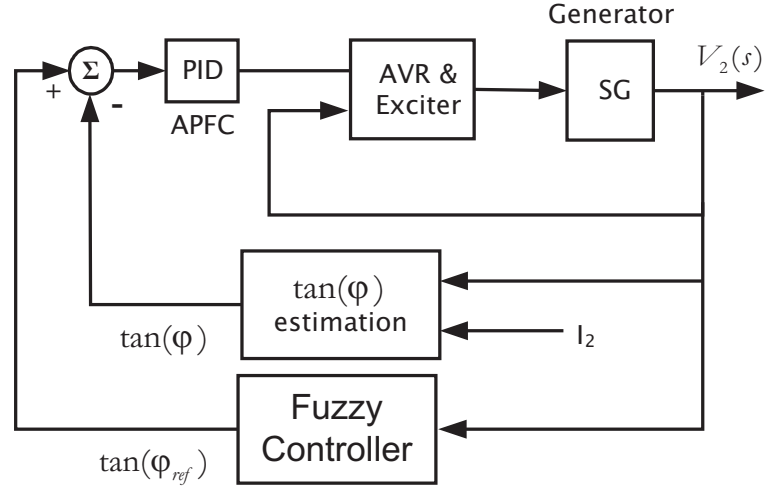 Generator
V₂(s)
Σ
PID
AVR &
Exciter
SG
+
-
APFC
tan(φ)
estimation
tan(φ)
I₂
Fuzzy
Controller
tan(φ_ref)